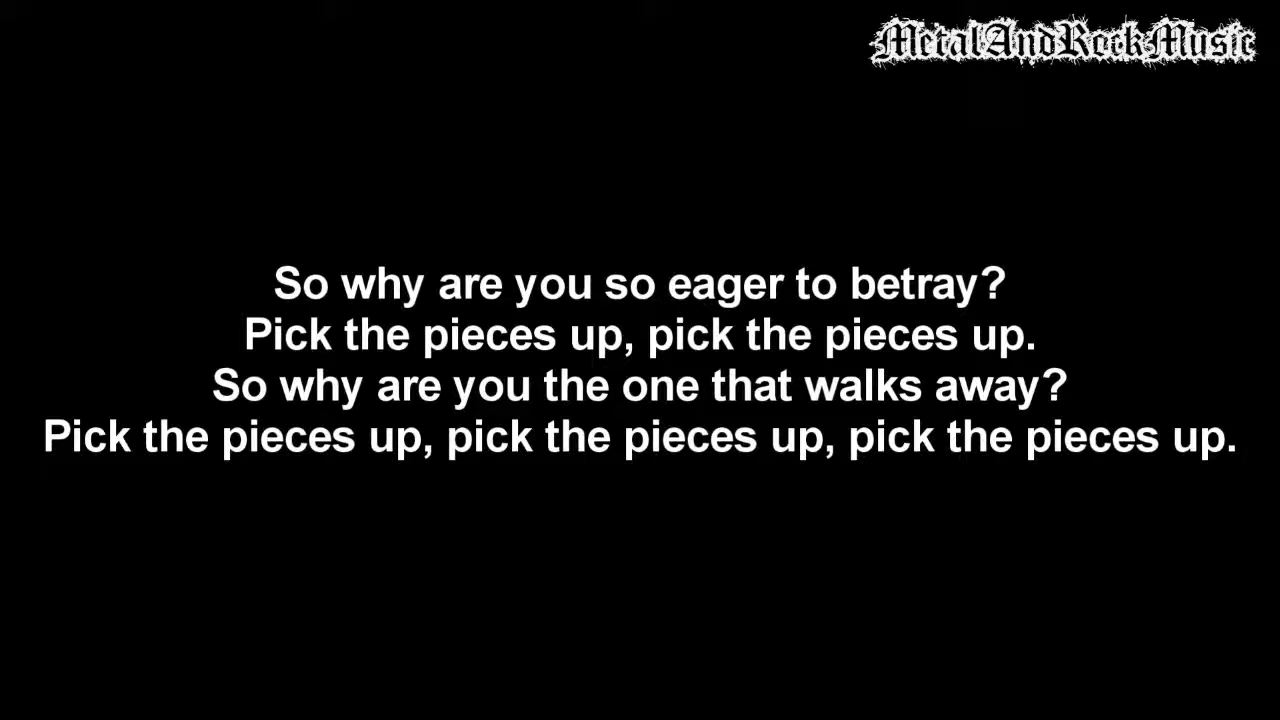 MetalAndRockMusic
So why are you so eager to betray?
Pick the pieces up, pick the pieces up.
So why are you the one that walks away?
Pick the pieces up, pick the pieces up, pick the pieces up.